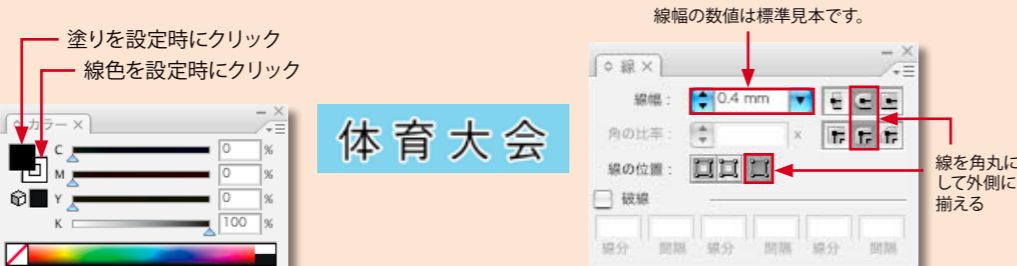 線幅の数値は標準見本です。
塗りを設定時にクリック
線色を設定時にクリック
カラー ×
C 0 %
M 0 %
Y 0 %
K 100 %
体育大会
線 ×
線幅 : 0.4 mm
角の比率 : x
線の位置 :
破線
線分 間隔 線分 間隔 線分 間隔
線を角丸に
して外側に
揃える